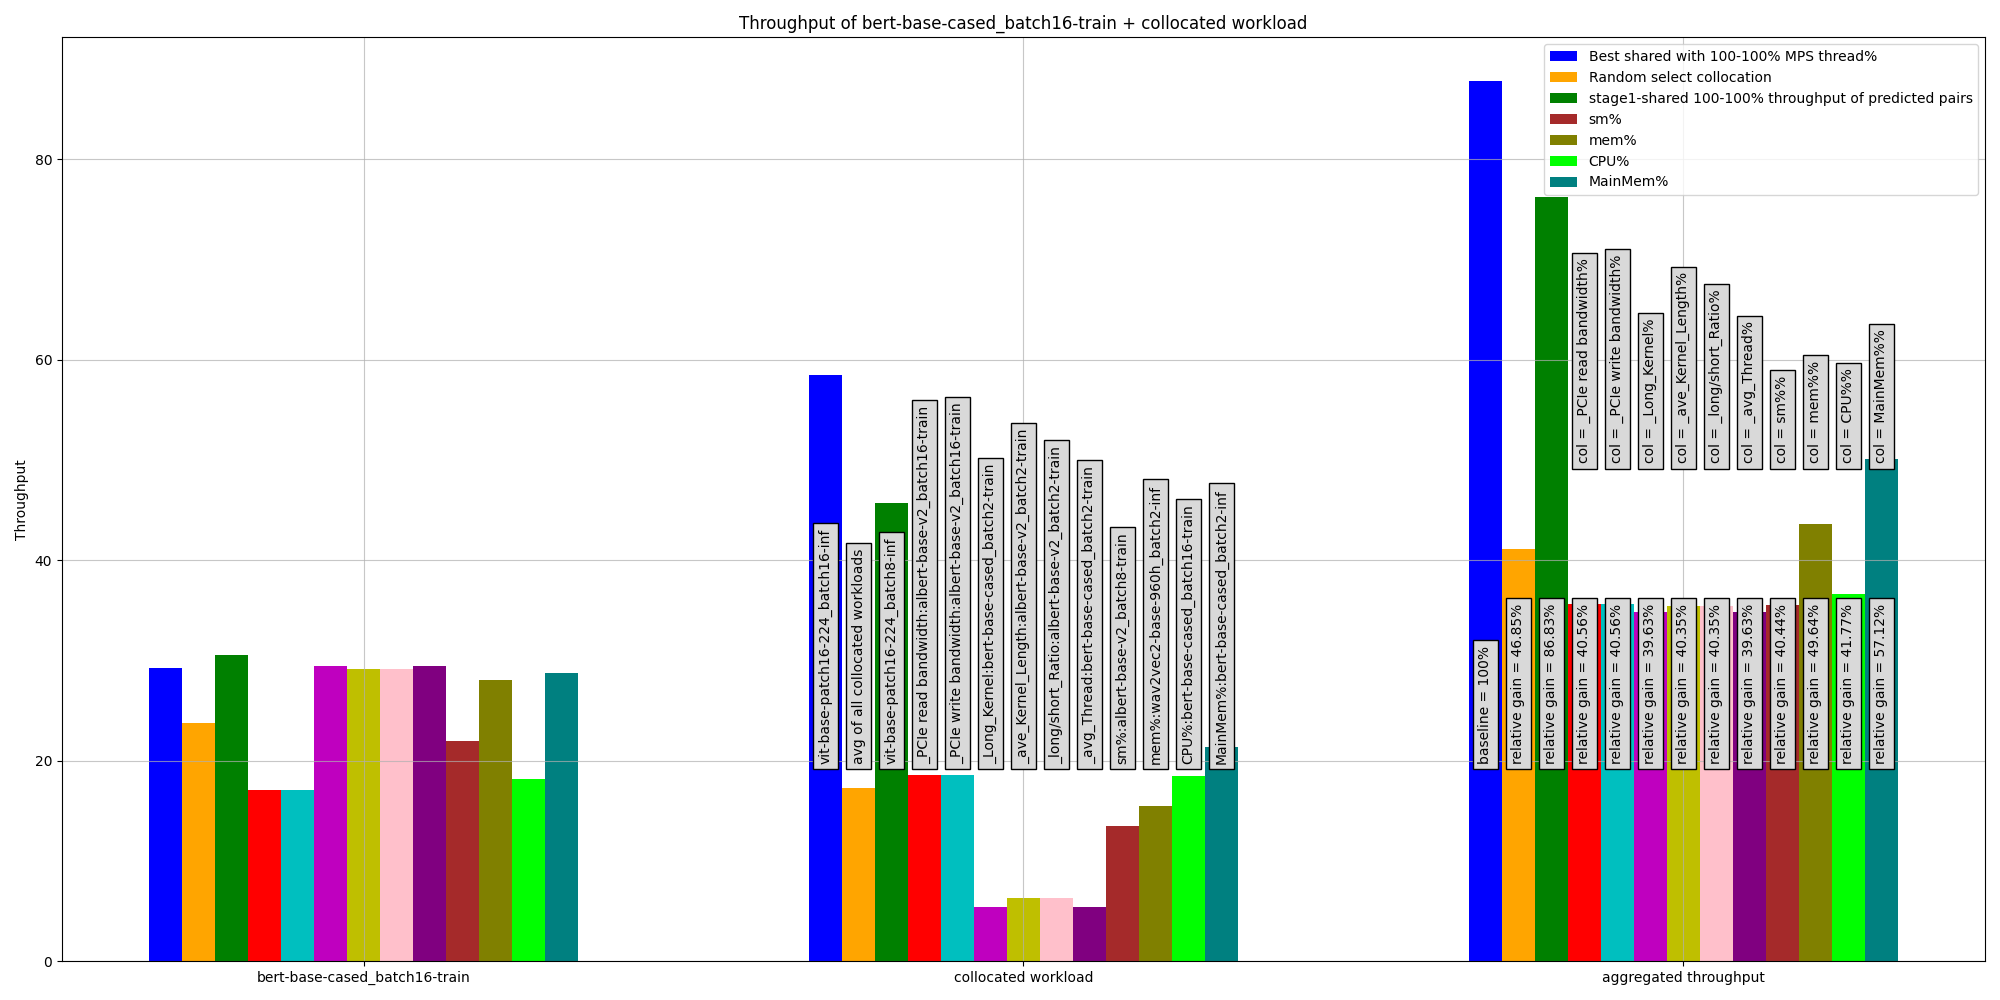 Throughput of bert-base-cased_batch16-train + collocated workload
Best shared with 100-100% MPS thread%
Random select collocation
stage1-shared 100-100% throughput of predicted pairs
sm%
mem%
CPU%
MainMem%
Throughput
80
60
40
20
0
vit-base-patch16-224_batch16-inf
avg of all collocated workloads
vit-base-patch16-224_batch8-inf
_PCIe read bandwidth:albert-base-v2_batch16-train
_PCIe write bandwidth:albert-base-v2_batch16-train
_Long_Kernel:bert-base-cased_batch2-train
_ave_Kernel_Length:albert-base-v2_batch2-train
_long/short_Ratio:albert-base-v2_batch2-train
_avg_Thread:bert-base-cased_batch2-train
sm%:albert-base-v2_batch8-train
mem%:wav2vec2-base-960h_batch2-inf
CPU%:bert-base-cased_batch16-train
MainMem%:bert-base-cased_batch2-inf
col = _PCIe read bandwidth%
col = _PCIe write bandwidth%
col = _Long_Kernel%
col = _ave_Kernel_Length%
col = _long/short_Ratio%
col = _avg_Thread%
col = sm%%
col = mem%%
col = CPU%%
col = MainMem%%
baseline = 100%
relative gain = 46.85%
relative gain = 86.83%
relative gain = 40.56%
relative gain = 40.56%
relative gain = 39.63%
relative gain = 40.35%
relative gain = 40.35%
relative gain = 39.63%
relative gain = 40.44%
relative gain = 49.64%
relative gain = 41.77%
relative gain = 57.12%
bert-base-cased_batch16-train
collocated workload
aggregated throughput